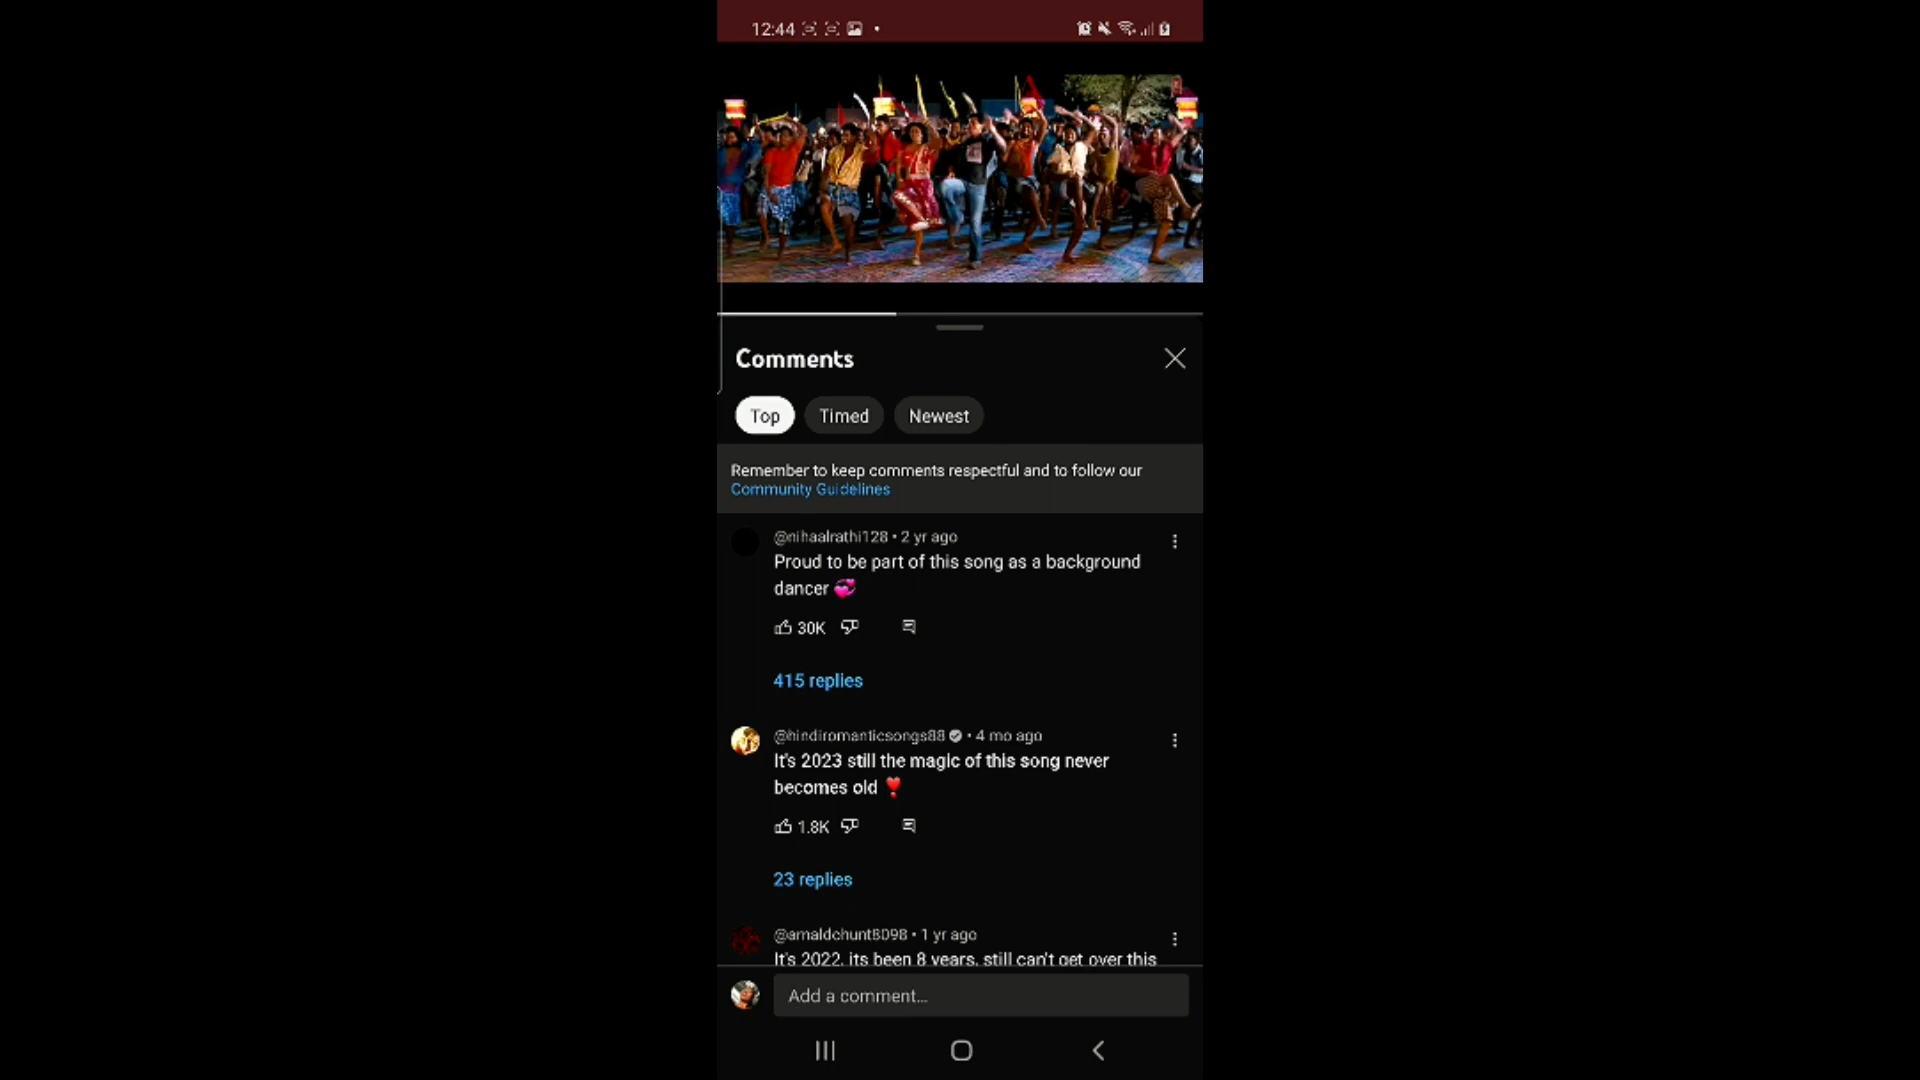 12:44
Comments
Top Timed Newest
Remember to keep comments respectful and to follow our
Community Guidelines
@nihaalrathi128 • 2 yr ago
Proud to be part of this song as a background
dancer 💞
30K
415 replies
@hindiromanticsongs88 • 4 mo ago
It's 2023 still the magic of this song never
becomes old ❣️
1.8K
23 replies
@arnaldohunt8098 • 1 yr ago
It's 2022, its been 8 years, still can't get over this
Add a comment...